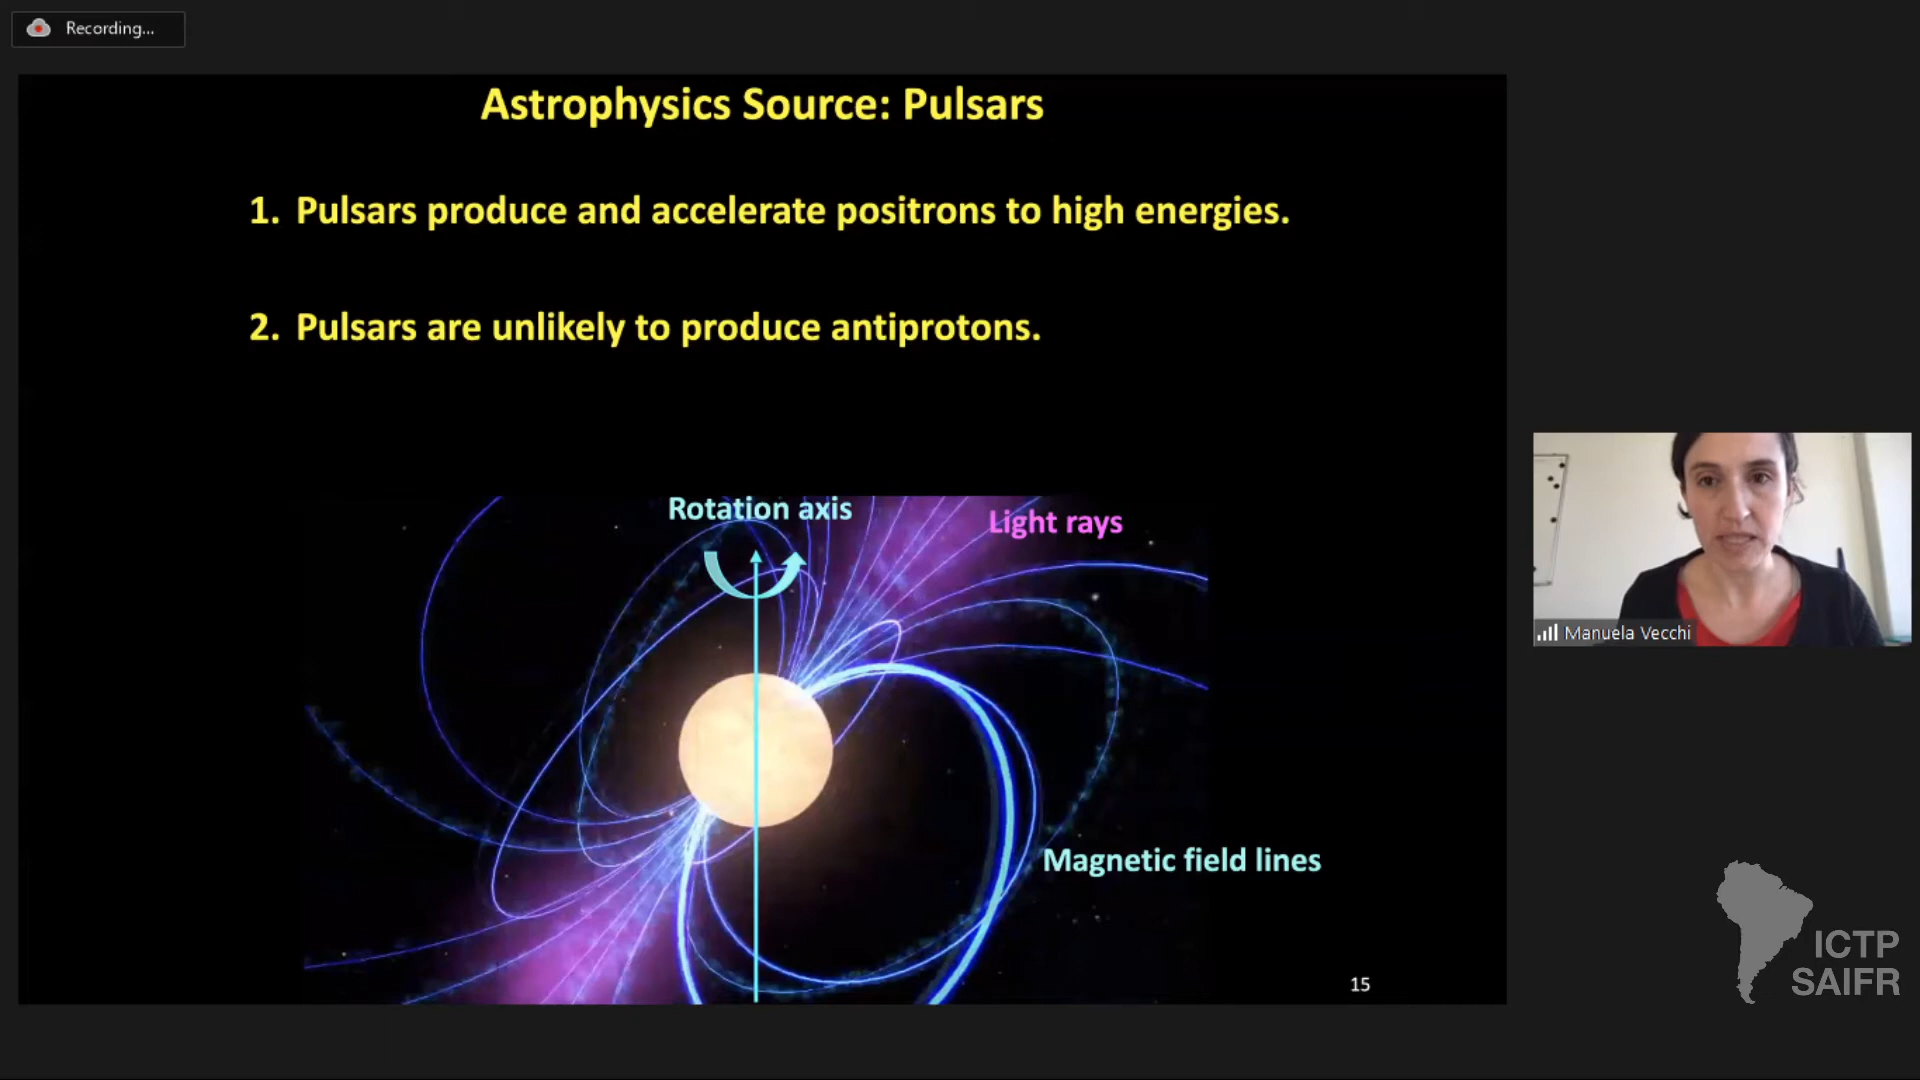 Recording...
Astrophysics Source: Pulsars
1. Pulsars produce and accelerate positrons to high energies.
2. Pulsars are unlikely to produce antiprotons.
Rotation axis
Light rays
Manuela Vecchi
Magnetic field lines
15
ICTP
SAIFR